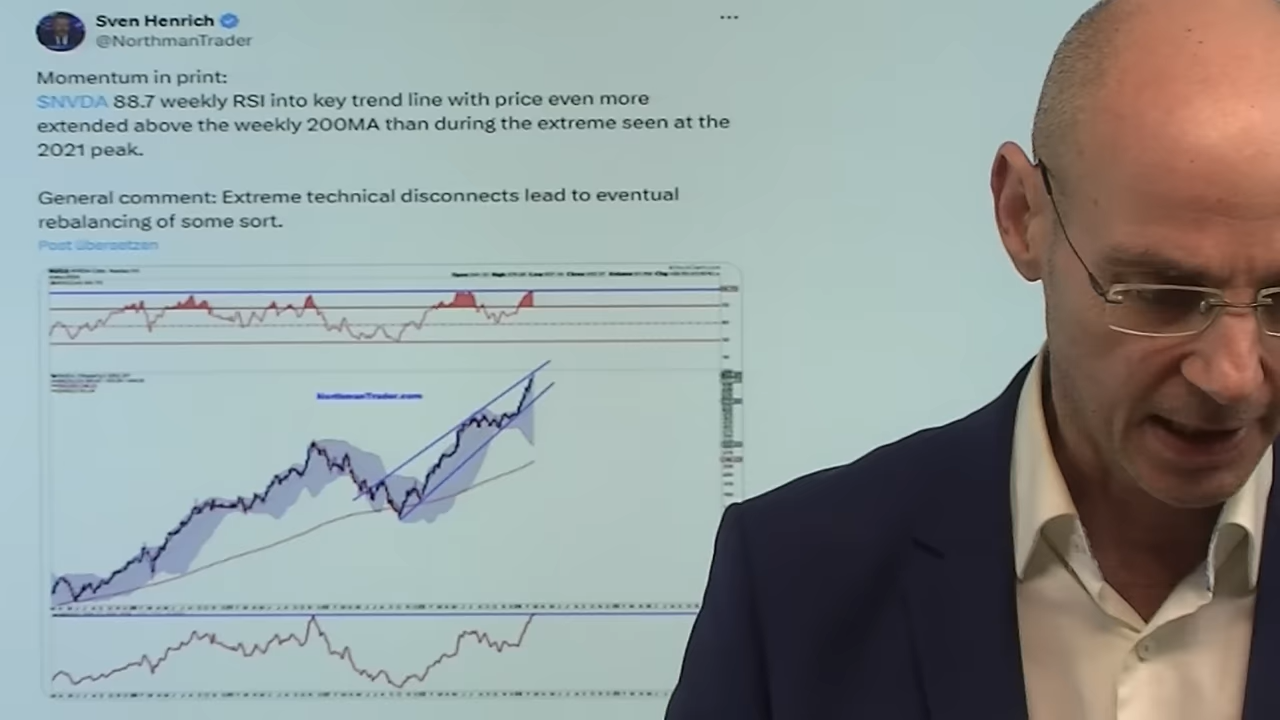 Sven Henrich
@NorthmanTrader
Momentum in print:
$NVDA 88.7 weekly RSI into key trend line with price even more
extended above the weekly 200MA than during the extreme seen at the
2021 peak.
General comment: Extreme technical disconnects lead to eventual
rebalancing of some sort.
Post übersetzen
NorthmanTrader.com